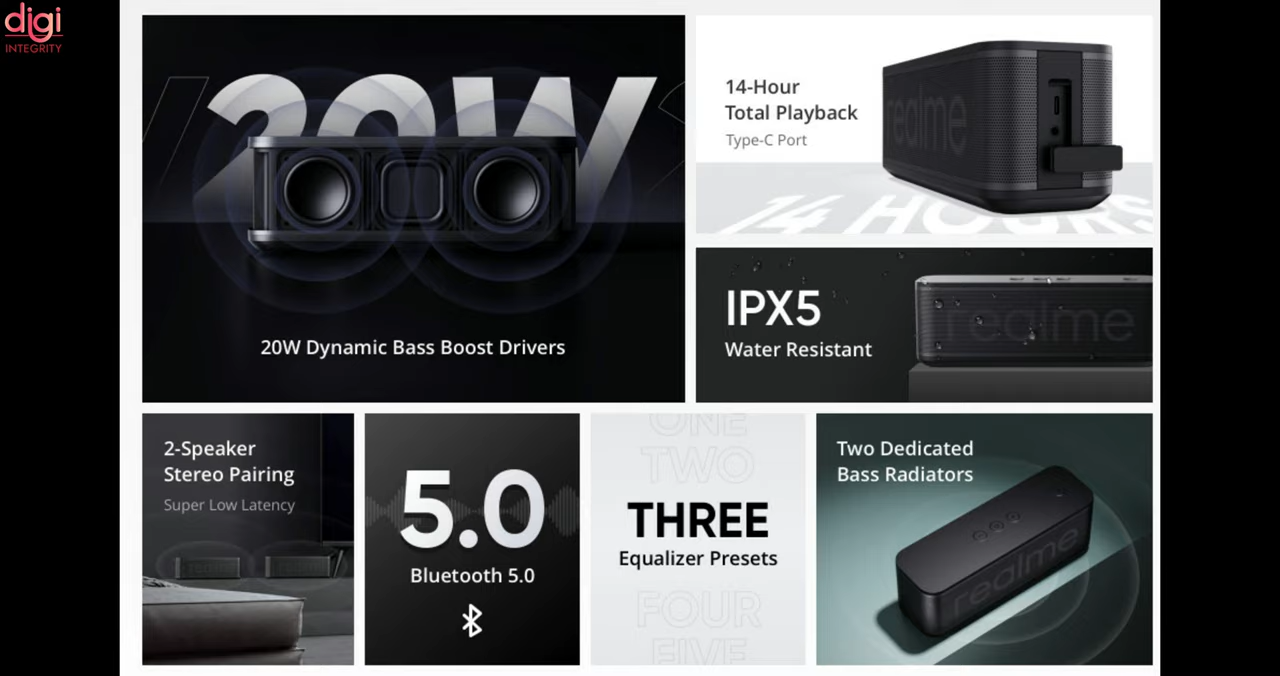 digi
INTEGRITY
20W
20W Dynamic Bass Boost Drivers
14-Hour
Total Playback
Type-C Port
realme
14 HOURS
IPX5
Water Resistant
realme
2-Speaker
Stereo Pairing
Super Low Latency
realme
realme
5.0
Bluetooth 5.0
ONE
TWO
THREE
Equalizer Presets
FOUR
FIVE
Two Dedicated
Bass Radiators
realme